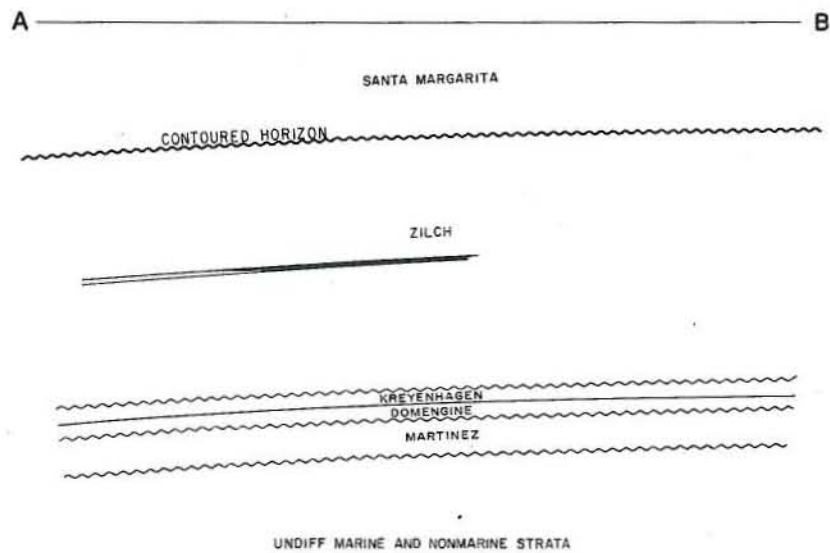 A B
SANTA MARGARITA
CONTOURED HORIZON
ZILCH
KREYENHAGEN
DOMENGINE
MARTINEZ
UNDIFF MARINE AND NONMARINE STRATA